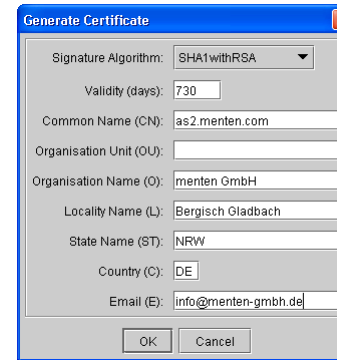 Generate Certificate
Signature Algorithm: SHA1withRSA
Validity (days): 730
Common Name (CN): as2.menten.com
Organisation Unit (OU):
Organisation Name (O): menten GmbH
Locality Name (L): Bergisch Gladbach
State Name (ST): NRW
Country (C): DE
Email (E): info@menten-gmbh.de
OK Cancel